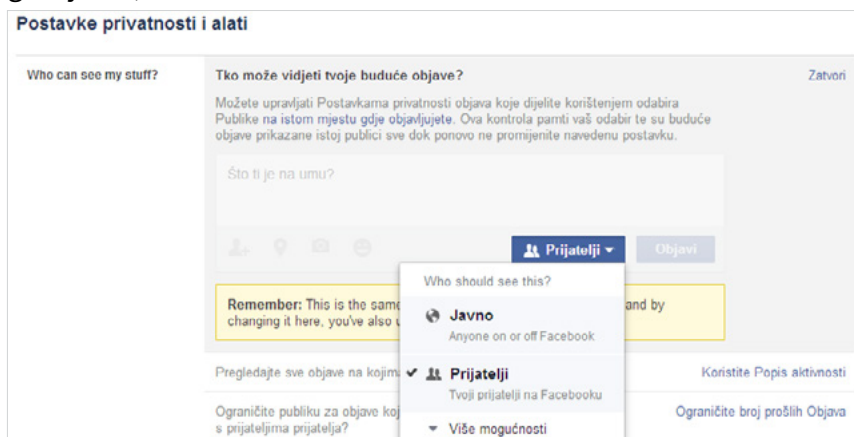 Postavke privatnosti i alati
Who can see my stuff?
Tko može vidjeti tvoje buduće objave?
Zatvori
Možete upravljati Postavkama privatnosti objava koje dijelite korištenjem odabira
Publike na istom mjestu gdje objavljujete. Ova kontrola pamti vaš odabir te su buduće
objave prikazane istoj publici sve dok ponovo ne promijenite navedenu postavku.
Što ti je na umu?
Prijatelji
Objavi
Who should see this?
Remember: This is the same
and by
changing it here, you've also
Javno
Anyone on or off Facebook
Pregledajte sve objave na kojim
Prijatelji
Tvoji prijatelji na Facebooku
Koristite Popis aktivnosti
Ograničite publiku za objave koj
s prijateljima prijatelja?
Više mogućnosti
Ograničite broj prošlih Objava